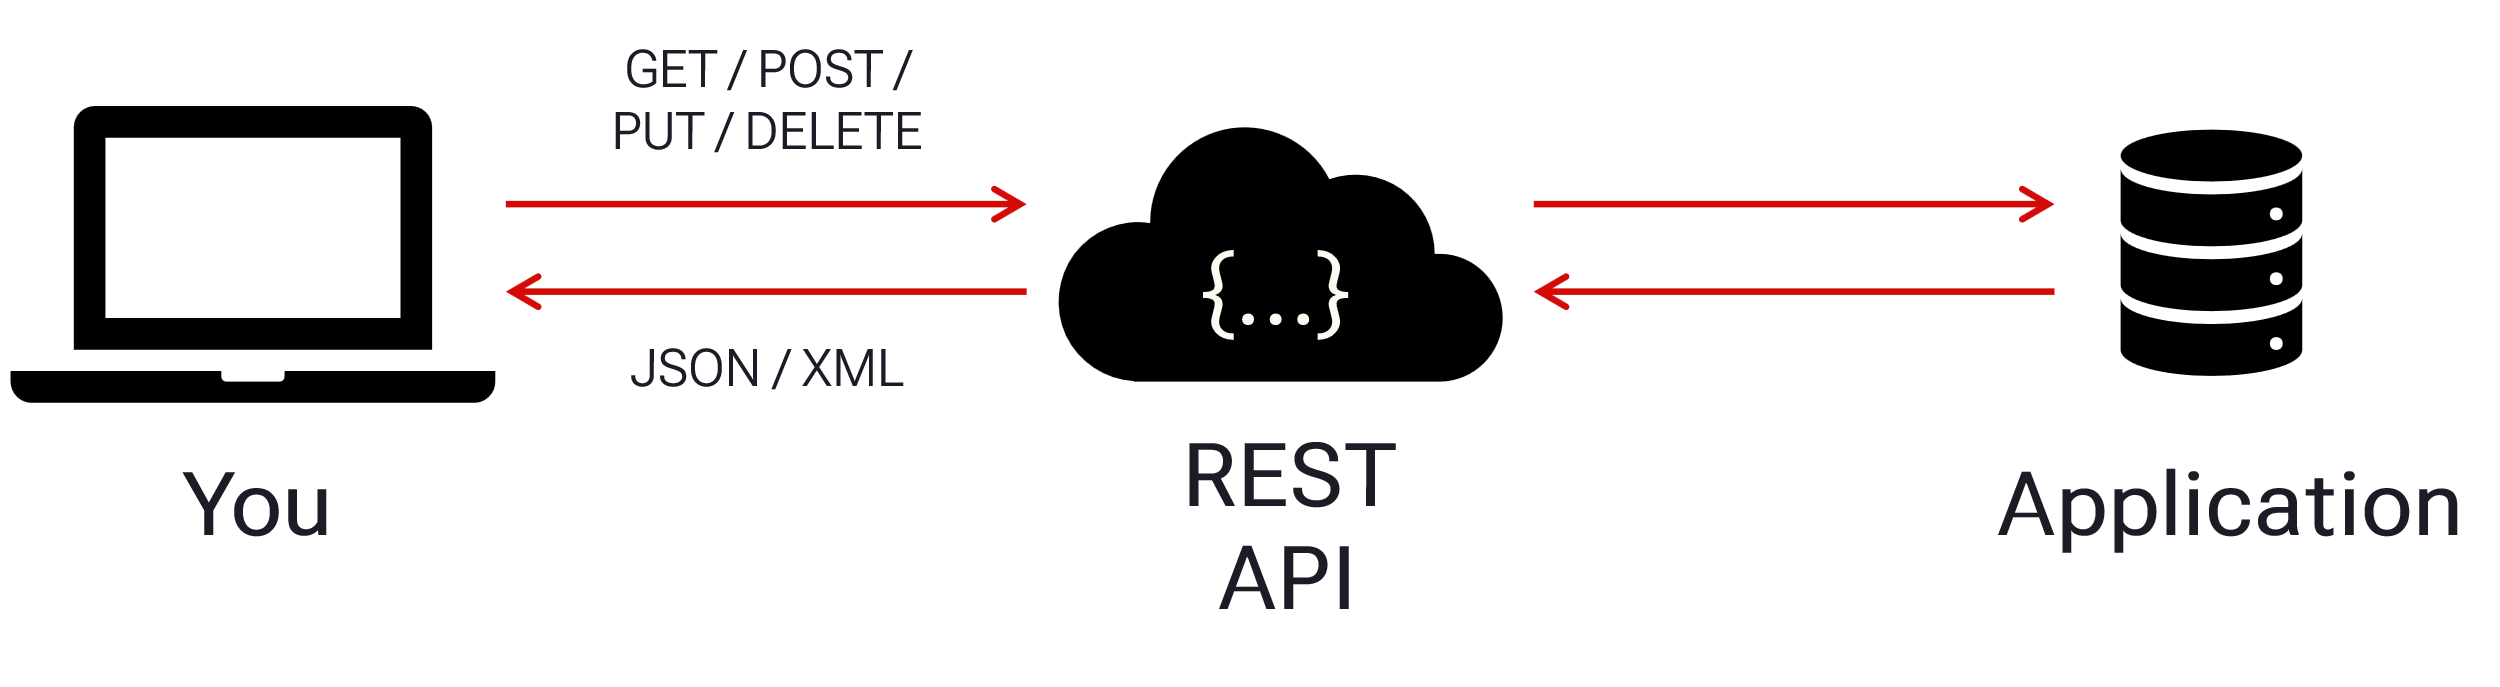 GET / POST /
PUT / DELETE
{...}
JSON / XML
You
REST
API
Application